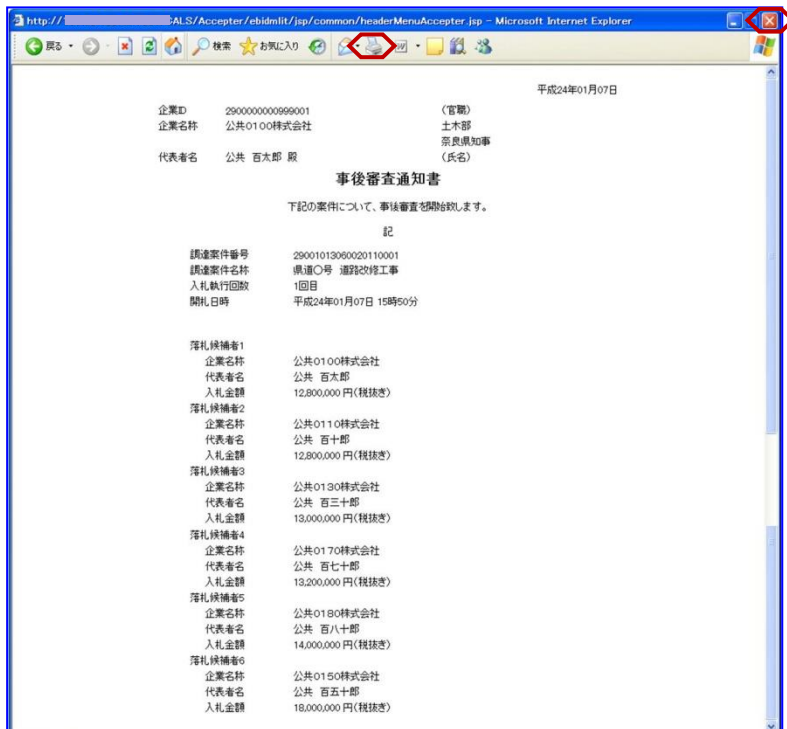 http:// CALS/Accepter/ebidmlit/jsp/common/headerMenuAccepter.jsp - Microsoft Internet Explorer
戻る 検索 お気に入り
平成24年01月07日
企業ID 2900000000999001 (官職)
企業名称 公共0100株式会社 土木部
奈良県知事
代表者名 公共 百太郎 殿 (氏名)
事後審査通知書
下記の案件について、事後審査を開始致します。
記
調達案件番号 29001013060020110001
調達案件名称 県道〇号 道路改修工事
入札執行回数 1回目
開札日時 平成24年01月07日 15時50分
落札候補者1
企業名称 公共0100株式会社
代表者名 公共 百太郎
入札金額 12,800,000 円(税抜き)
落札候補者2
企業名称 公共0110株式会社
代表者名 公共 百十郎
入札金額 12,800,000 円(税抜き)
落札候補者3
企業名称 公共0130株式会社
代表者名 公共 百三十郎
入札金額 13,000,000 円(税抜き)
落札候補者4
企業名称 公共0170株式会社
代表者名 公共 百七十郎
入札金額 13,200,000 円(税抜き)
落札候補者5
企業名称 公共0180株式会社
代表者名 公共 百八十郎
入札金額 14,000,000 円(税抜き)
落札候補者6
企業名称 公共0150株式会社
代表者名 公共 百五十郎
入札金額 18,000,000 円(税抜き)